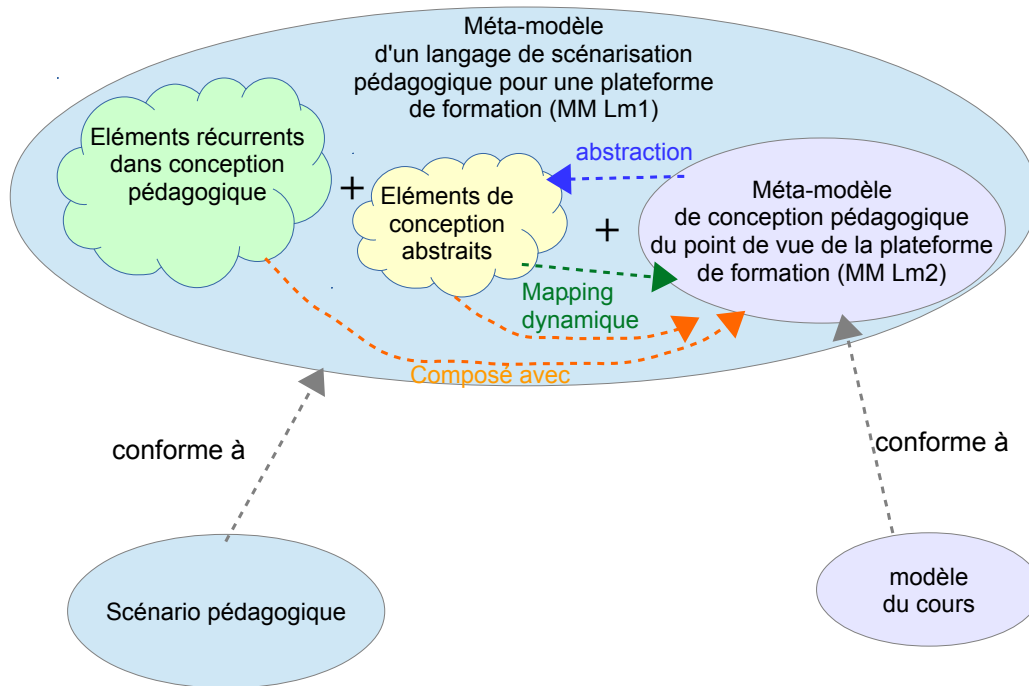 Méta-modèle
d'un langage de scénarisation
pédagogique pour une plateforme
de formation (MM Lm1)
Eléments récurrents
dans conception
pédagogique
+
Eléments de
conception
abstraits
+
abstraction
Méta-modèle
de conception pédagogique
du point de vue de la plateforme
de formation (MM Lm2)
Mapping
dynamique
Composé avec
conforme à
conforme à
Scénario pédagogique
modèle
du cours